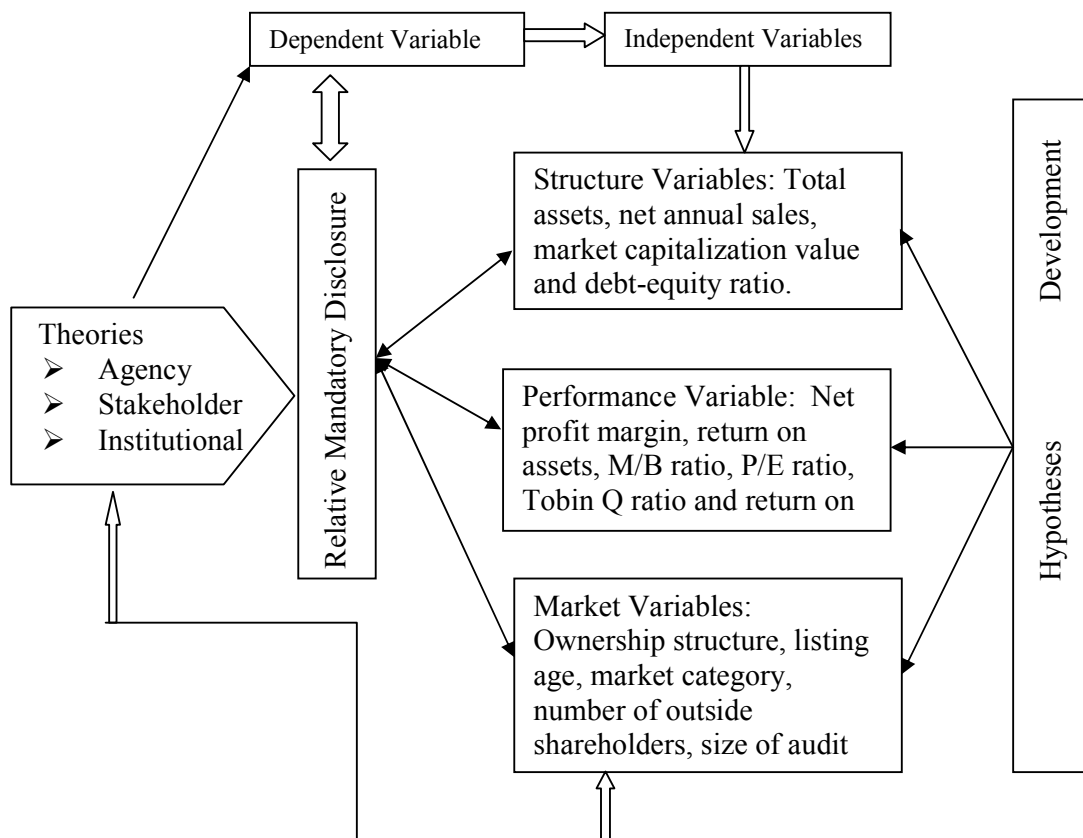 Dependent Variable
Independent Variables
Theories
Agency
Stakeholder
Institutional
Relative Mandatory Disclosure
Structure Variables: Total
assets, net annual sales,
market capitalization value
and debt-equity ratio.
Performance Variable: Net
profit margin, return on
assets, M/B ratio, P/E ratio,
Tobin Q ratio and return on
Market Variables:
Ownership structure, listing
age, market category,
number of outside
shareholders, size of audit
Hypotheses Development